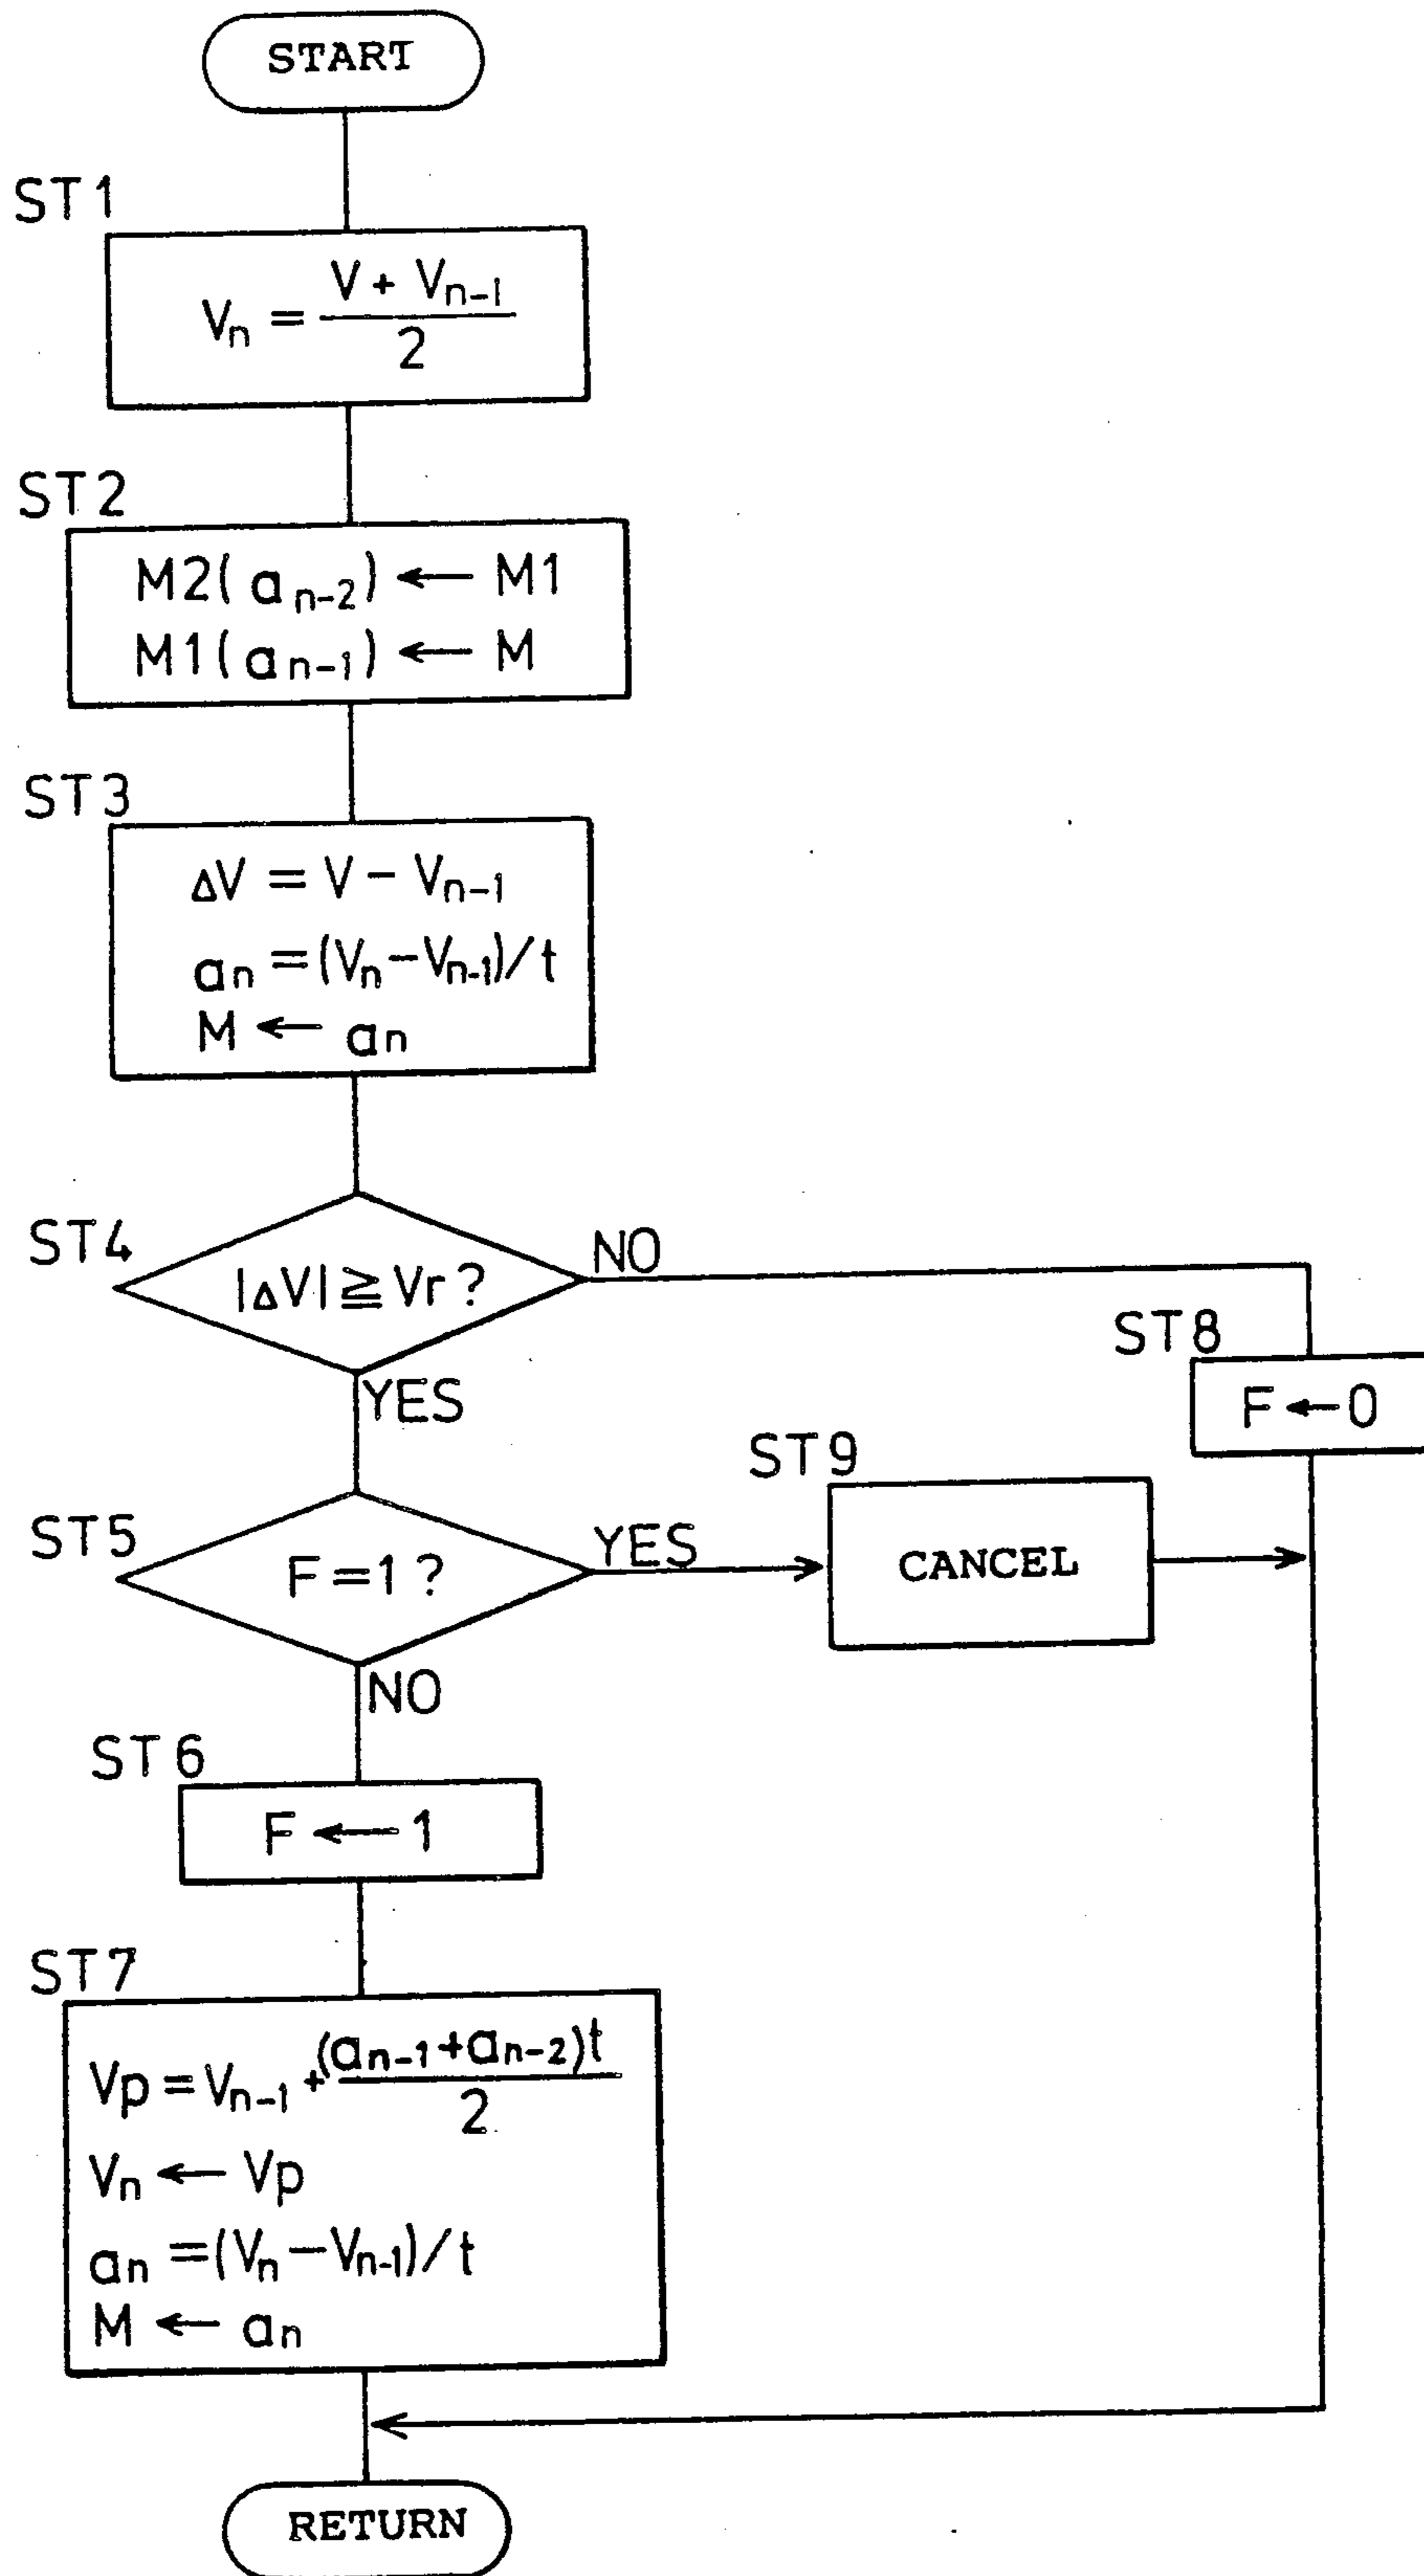 START
ST1
Vn = (V + Vn-1) / 2
ST2
M2(an-2) ← M1
M1(an-1) ← M
ST3
ΔV = V - Vn-1
an = (Vn - Vn-1)/t
M ← an
ST4
|ΔV| ≧ Vr ?
NO
YES
ST8
F ← 0
ST5
F = 1 ?
YES
NO
ST9
CANCEL
ST6
F ← 1
ST7
Vp = Vn-1 + (an-1 + an-2)t / 2
Vn ← Vp
an = (Vn - Vn-1)/t
M ← an
RETURN